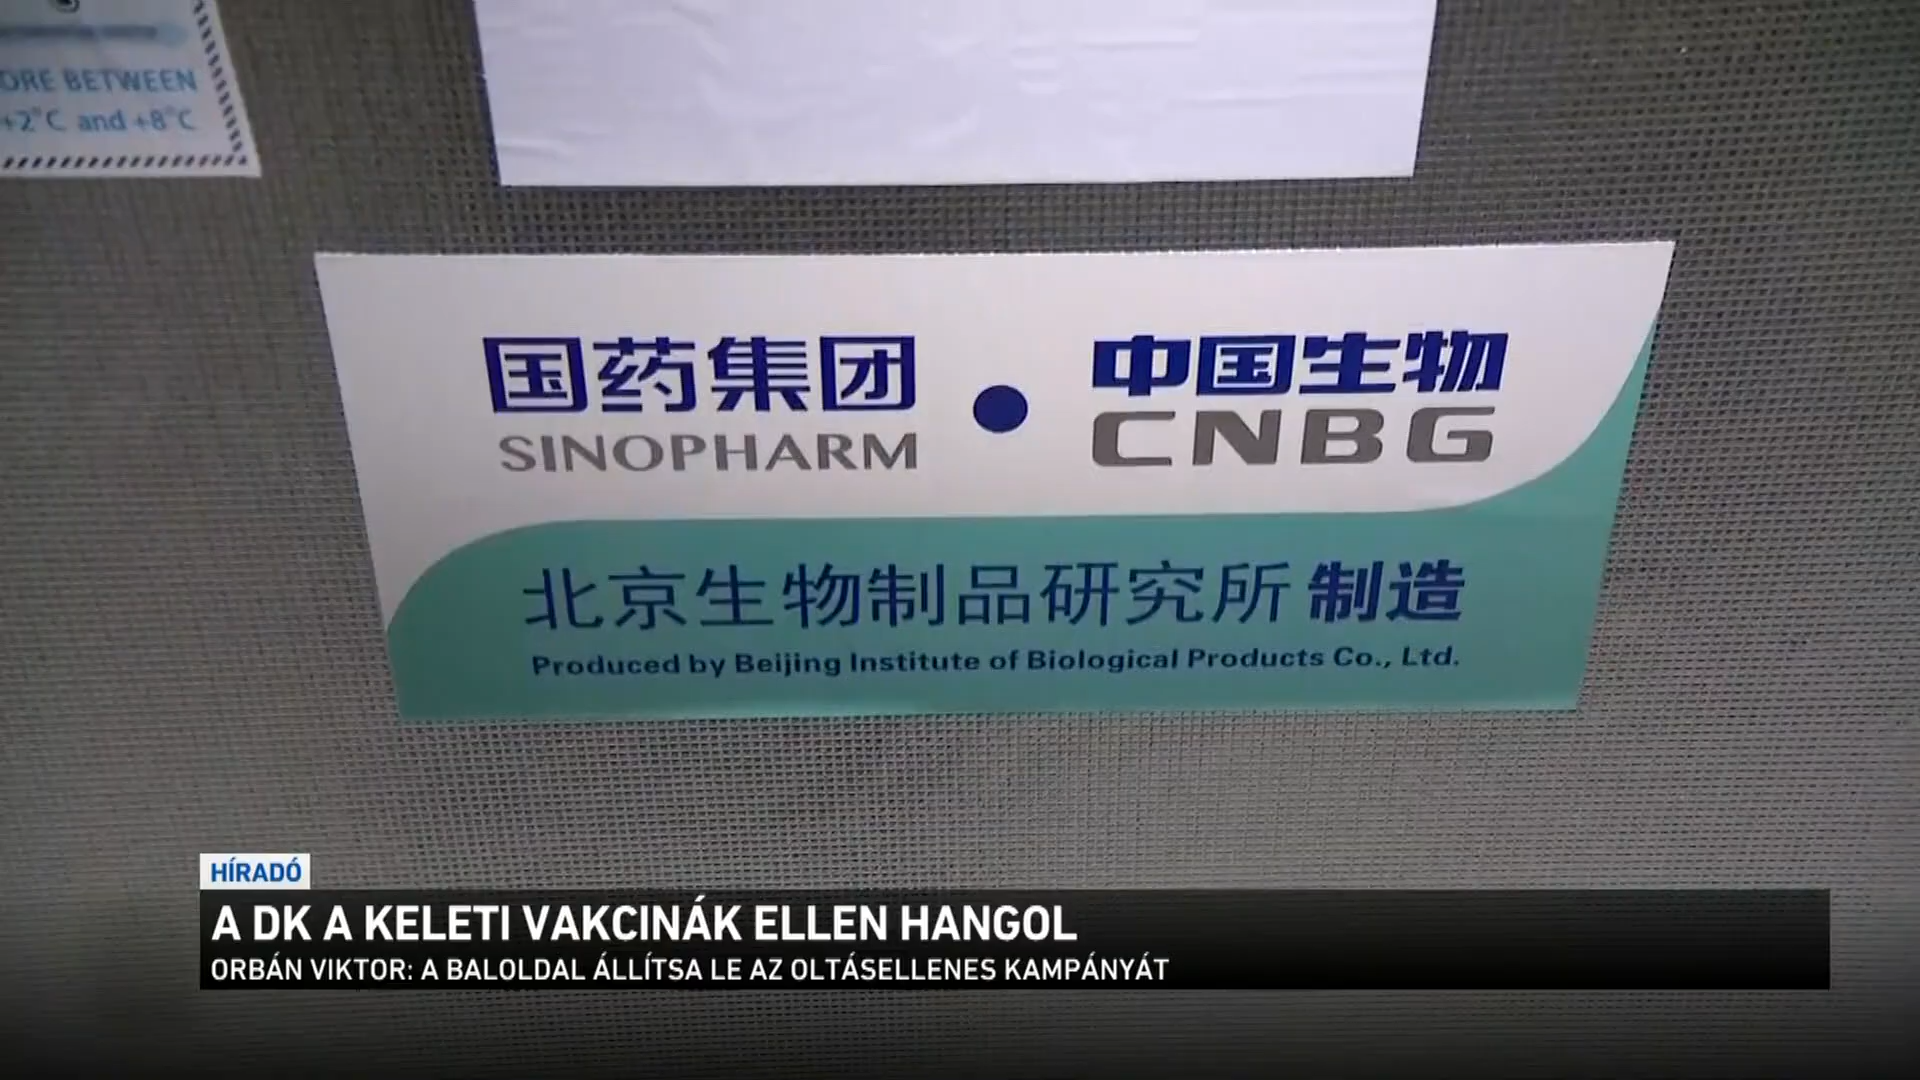 BETWEEN
+2°C and +8°C
国药集团
SINOPHARM
中国生物
CNBG
北京生物制品研究所制造
Produced by Beijing Institute of Biological Products Co., Ltd.
HÍRADÓ
A DK A KELETI VAKCINÁK ELLEN HANGOL
ORBÁN VIKTOR: A BALOLDAL ÁLLÍTSA LE AZ OLTÁSELLENES KAMPÁNYÁT